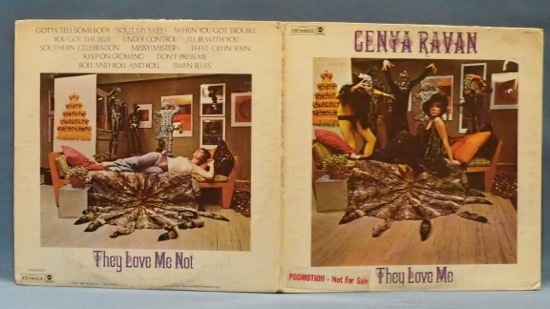 GOTTA TELL SOMEBODY (BOUT MY BABY) WHEN YOU GOT TROUBLE
YOU GOT THE BLUE UNDER CONTROL I'LL BE WITH YOU
SOUTHERN CELEBRATION MISSY (MISTER) THAT CRYIN' RAIN
KEEP ON GROWING DON'T PRESS ME
ROLL AND ROLL AND ROLL SWAN BLUES
They Love Me Not
GENYA RAVAN
PROMOTION - Not For Sale
They Love Me